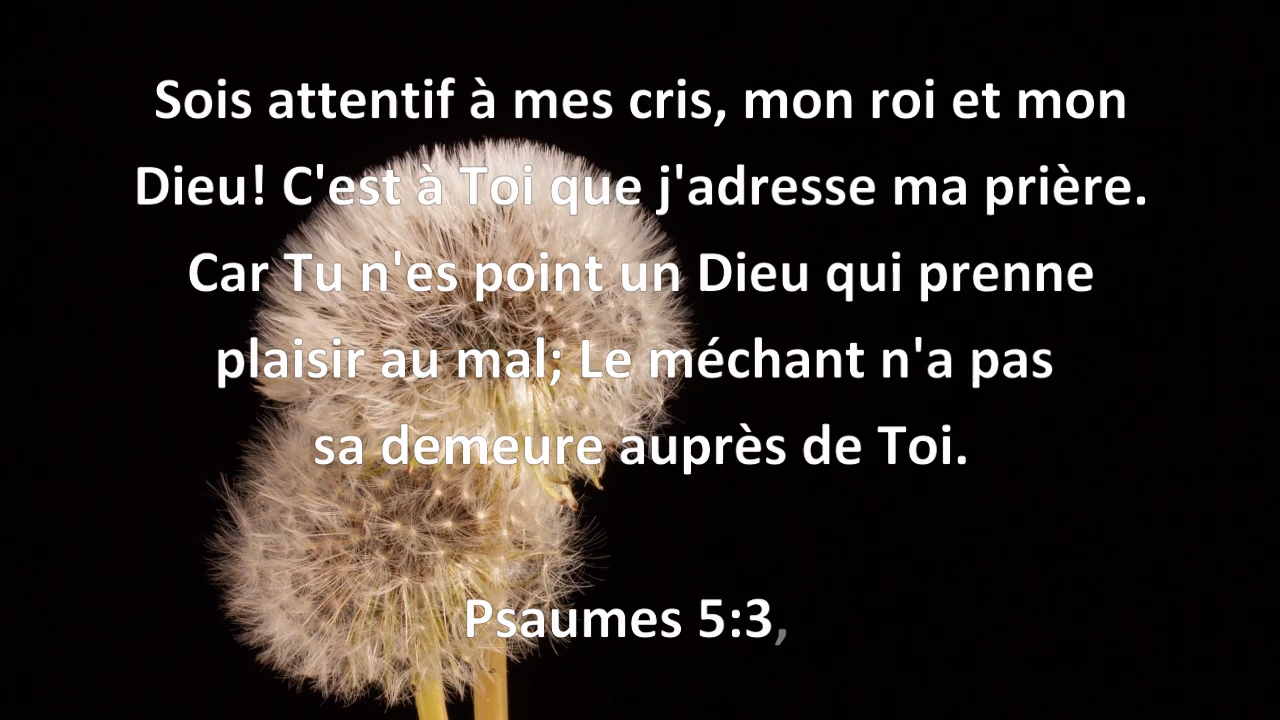 Sois attentif à mes cris, mon roi et mon
Dieu! C'est à Toi que j'adresse ma prière.
Car Tu n'es point un Dieu qui prenne
plaisir au mal; Le méchant n'a pas
sa demeure auprès de Toi.
Psaumes 5:3,